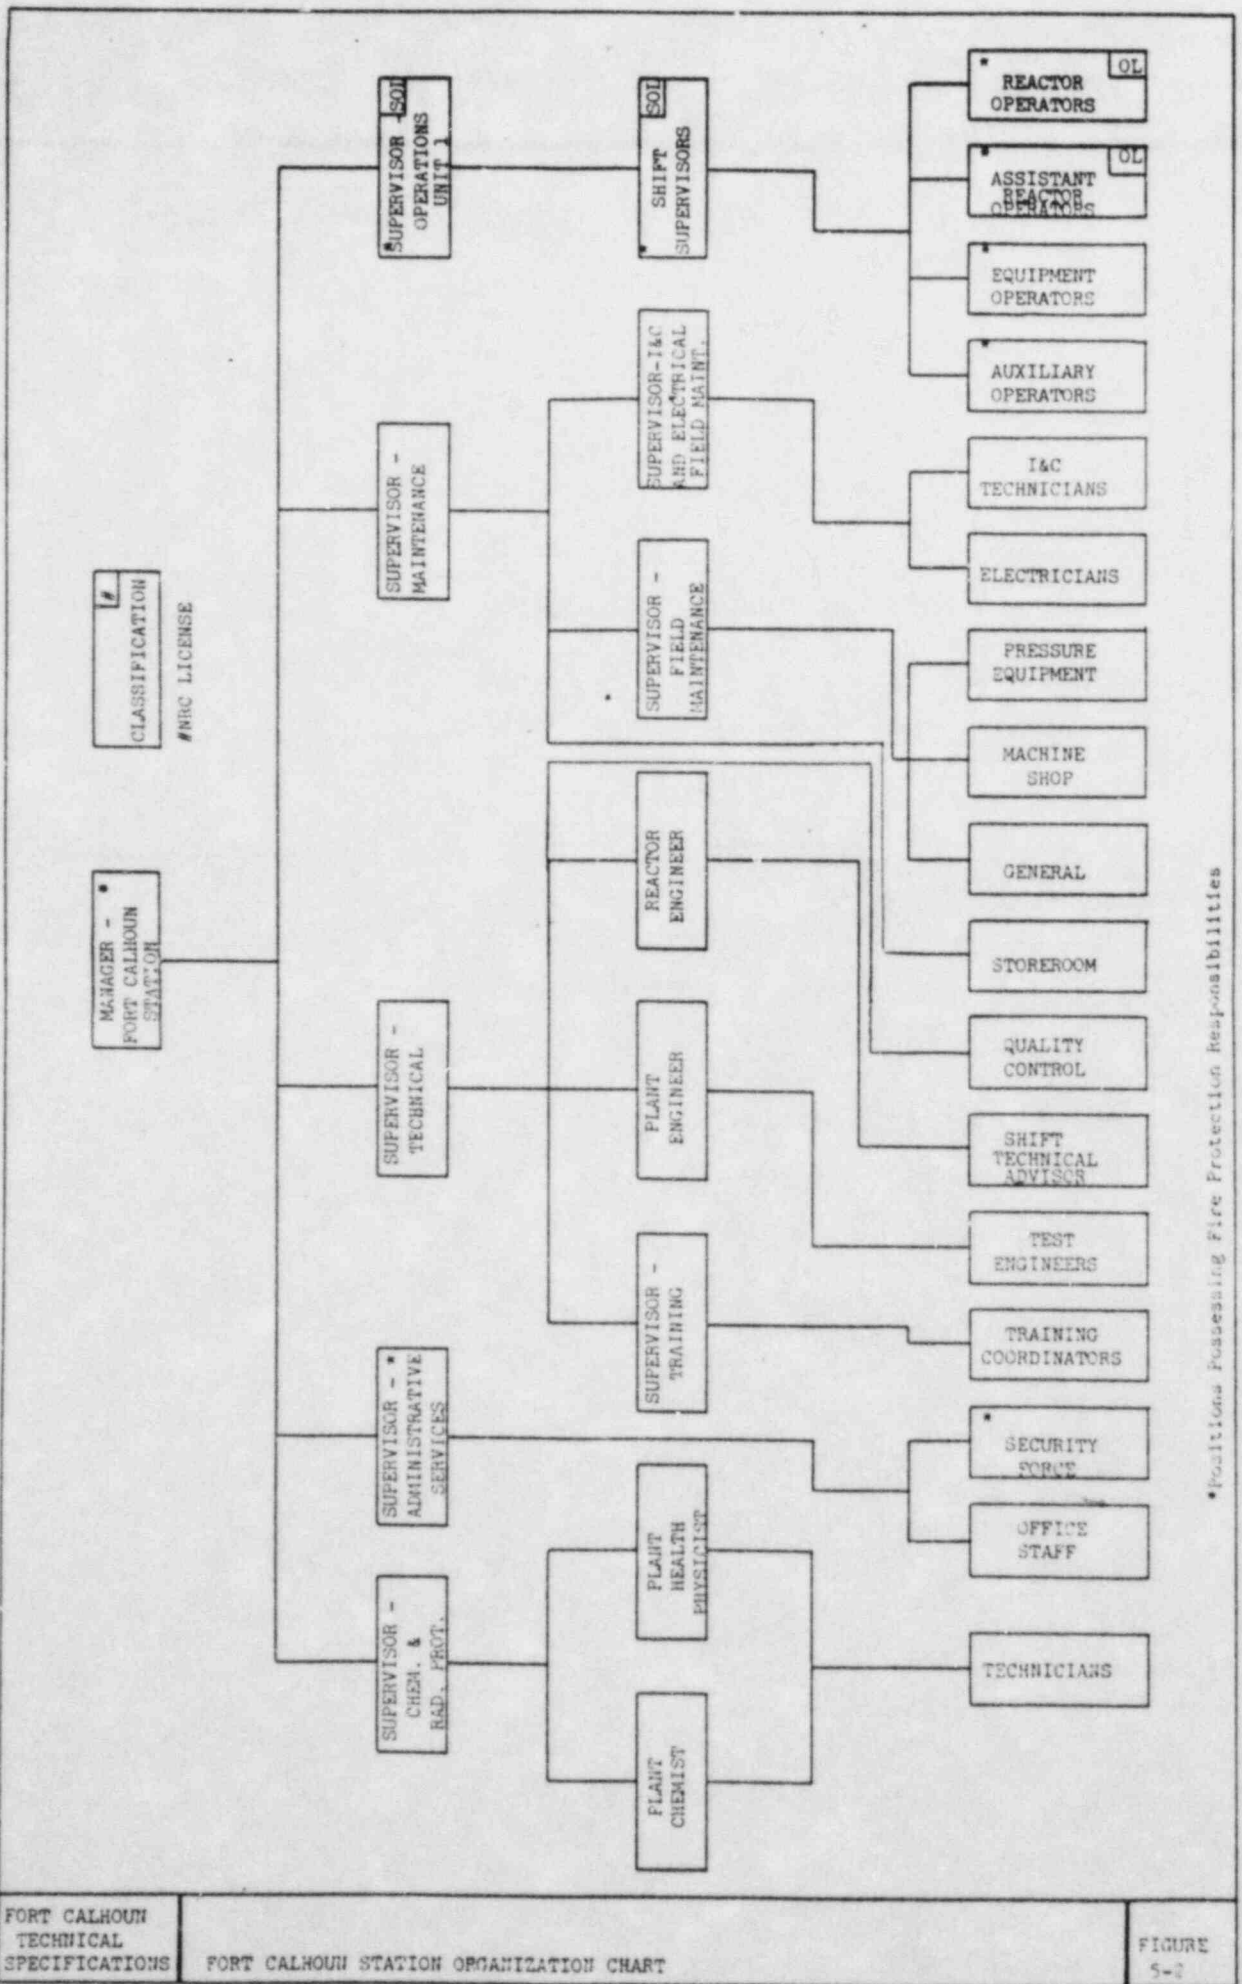 MANAGER - *
FORT CALHOUN
STATION
#
CLASSIFICATION
#NRC LICENSE
SUPERVISOR -
CHEM. &
RAD. PROT.
SUPERVISOR - *
ADMINISTRATIVE
SERVICES
SUPERVISOR -
TECHNICAL
SUPERVISOR -
MAINTENANCE
*SUPERVISOR - SOL
OPERATIONS
UNIT 1
PLANT
CHEMIST
PLANT
HEALTH
PHYSICIST
SUPERVISOR -
TRAINING
PLANT
ENGINEER
REACTOR
ENGINEER
SUPERVISOR -
FIELD
MAINTENANCE
SUPERVISOR-I&C
AND ELECTRICAL
FIELD MAINT.
SOL
SHIFT
* SUPERVISORS
* OL
REACTOR
OPERATORS
* OL
ASSISTANT
REACTOR
OPERATORS
*
EQUIPMENT
OPERATORS
*
AUXILIARY
OPERATORS
I&C
TECHNICIANS
ELECTRICIANS
PRESSURE
EQUIPMENT
MACHINE
SHOP
GENERAL
STOREROOM
QUALITY
CONTROL
SHIFT
TECHNICAL
ADVISOR
TEST
ENGINEERS
TRAINING
COORDINATORS
*
SECURITY
FORCE
OFFICE
STAFF
TECHNICIANS
*Positions Possessing Fire Protection Responsibilities
FORT CALHOUN
TECHNICAL
SPECIFICATIONS
FORT CALHOUN STATION ORGANIZATION CHART
FIGURE
5-2